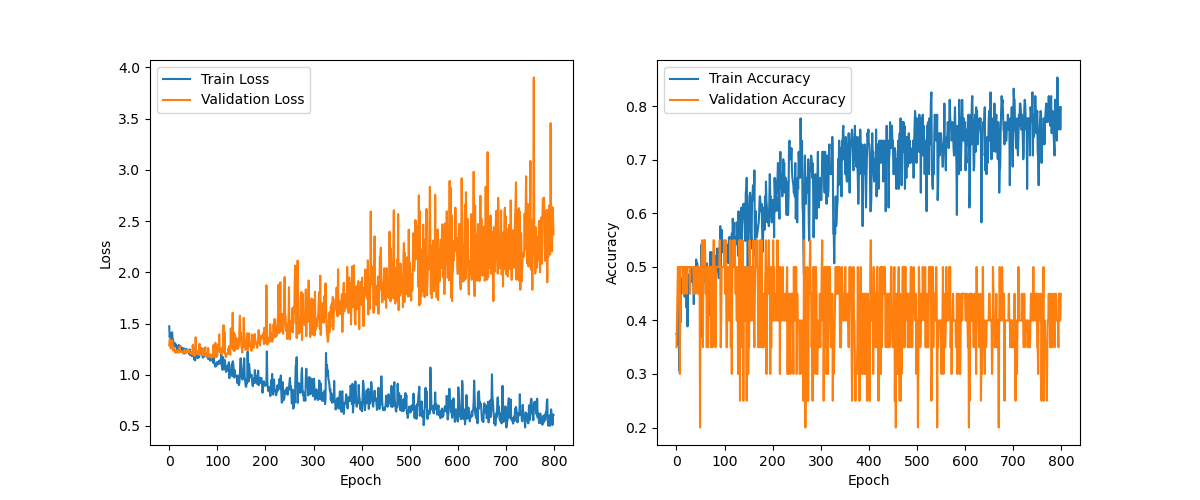 Train Loss
Validation Loss
4.0
3.5
3.0
2.5
2.0
1.5
1.0
0.5
Loss
0 100 200 300 400 500 600 700 800
Epoch
Train Accuracy
Validation Accuracy
0.8
0.7
0.6
0.5
0.4
0.3
0.2
Accuracy
0 100 200 300 400 500 600 700 800
Epoch